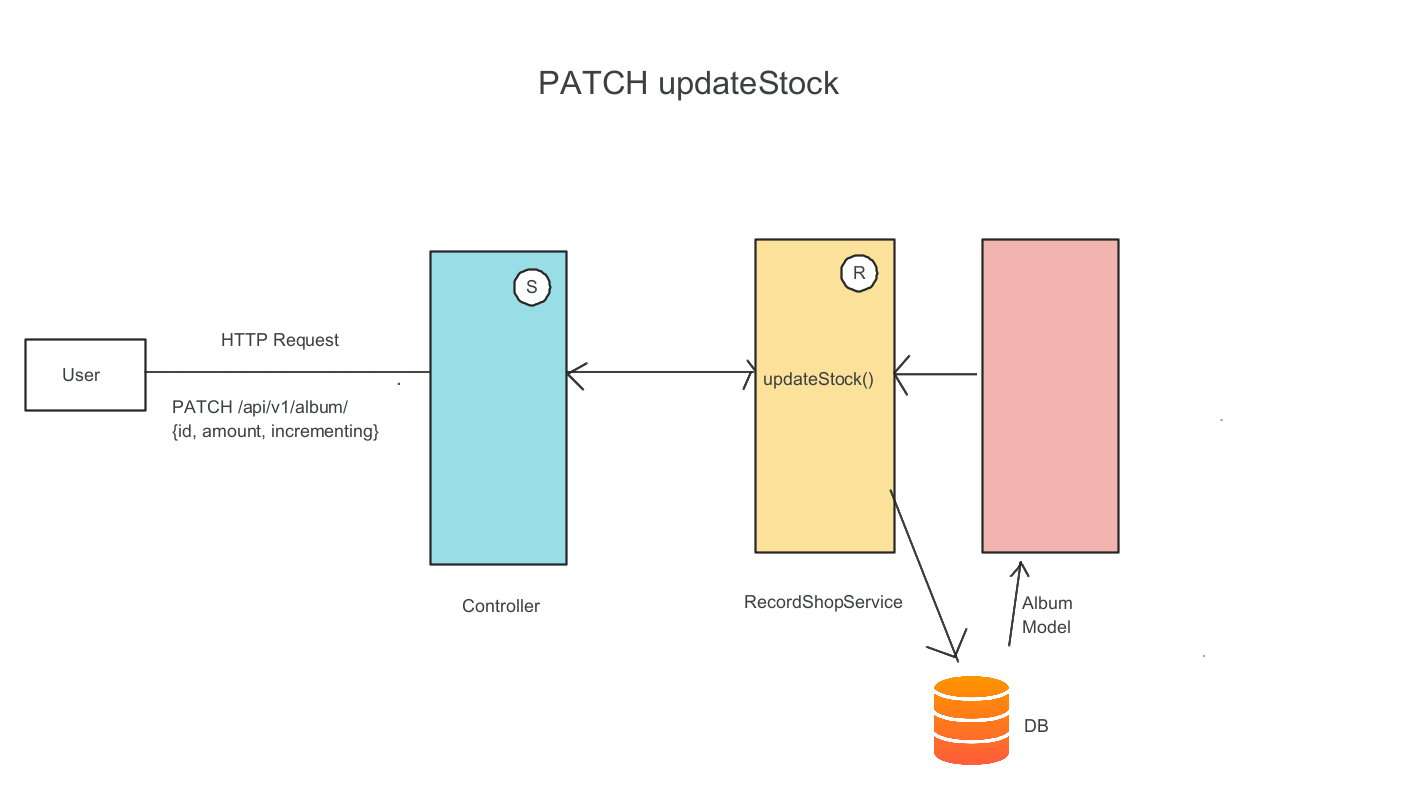 PATCH updateStock
S
R
HTTP Request
User
updateStock()
PATCH /api/v1/album/
{id, amount, incrementing}
Controller
RecordShopService
Album
Model
DB